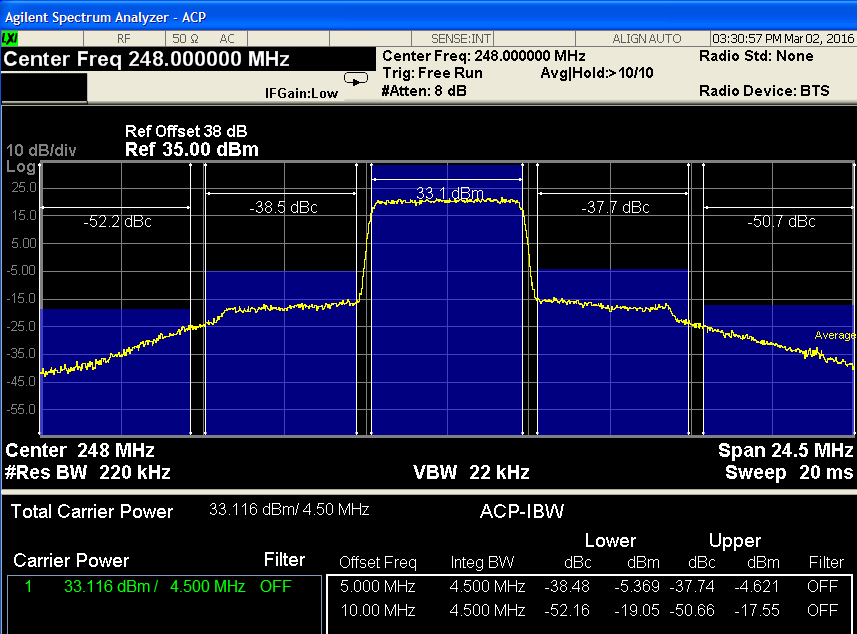 Agilent Spectrum Analyzer - ACP
LXI RF 50 Ω AC SENSE:INT ALIGN AUTO 03:30:57 PM Mar 02, 2016
Center Freq 248.000000 MHz Center Freq: 248.000000 MHz Radio Std: None
Trig: Free Run Avg|Hold:>10/10
IFGain:Low #Atten: 8 dB Radio Device: BTS
Ref Offset 38 dB
10 dB/div Ref 35.00 dBm
Log
25.0 33.1 dBm
-52.2 dBc -38.5 dBc -37.7 dBc -50.7 dBc
15.0
5.00
-5.00
-15.0
-25.0
Average
-35.0
-45.0
-55.0
Center 248 MHz Span 24.5 MHz
#Res BW 220 kHz VBW 22 kHz Sweep 20 ms
Total Carrier Power 33.116 dBm/ 4.50 MHz ACP-IBW
Lower Upper
Carrier Power Filter Offset Freq Integ BW dBc dBm dBc dBm Filter
1 33.116 dBm / 4.500 MHz OFF 5.000 MHz 4.500 MHz -38.48 -5.369 -37.74 -4.621 OFF
10.00 MHz 4.500 MHz -52.16 -19.05 -50.66 -17.55 OFF